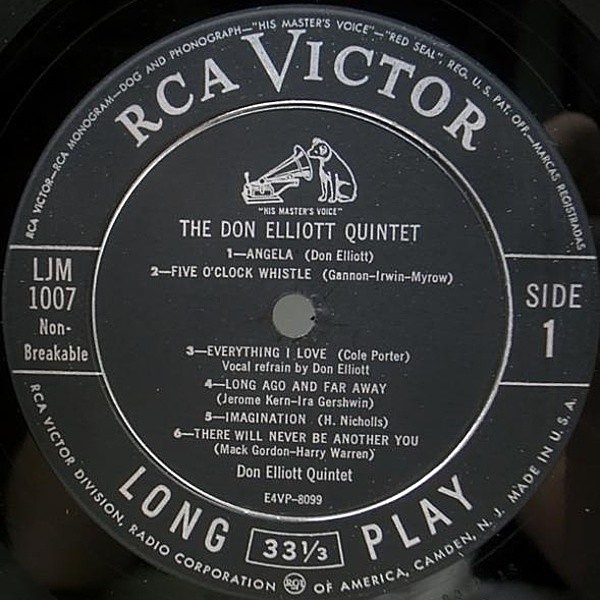 RCA VICTOR—RCA MONOGRAM—DOG AND PHONOGRAPH—"HIS MASTER'S VOICE"—"RED SEAL", REG. U. S. PAT. OFF.—MARCAS REGISTRADAS
RCA VICTOR
"HIS MASTER'S VOICE"
THE DON ELLIOTT QUINTET
1—ANGELA (Don Elliott)
2—FIVE O'CLOCK WHISTLE (Gannon-Irwin-Myrow)
LJM
1007
Non-
Breakable
SIDE
1
3—EVERYTHING I LOVE (Cole Porter)
Vocal refrain by Don Elliott
4—LONG AGO AND FAR AWAY
(Jerome Kern-Ira Gershwin)
5—IMAGINATION (H. Nicholls)
6—THERE WILL NEVER BE ANOTHER YOU
(Mack Gordon-Harry Warren)
Don Elliott Quintet
E4VP-8099
LONG 33⅓ PLAY
RCA VICTOR DIVISION, RADIO CORPORATION RCA OF AMERICA, CAMDEN, N. J. MADE IN U. S. A.